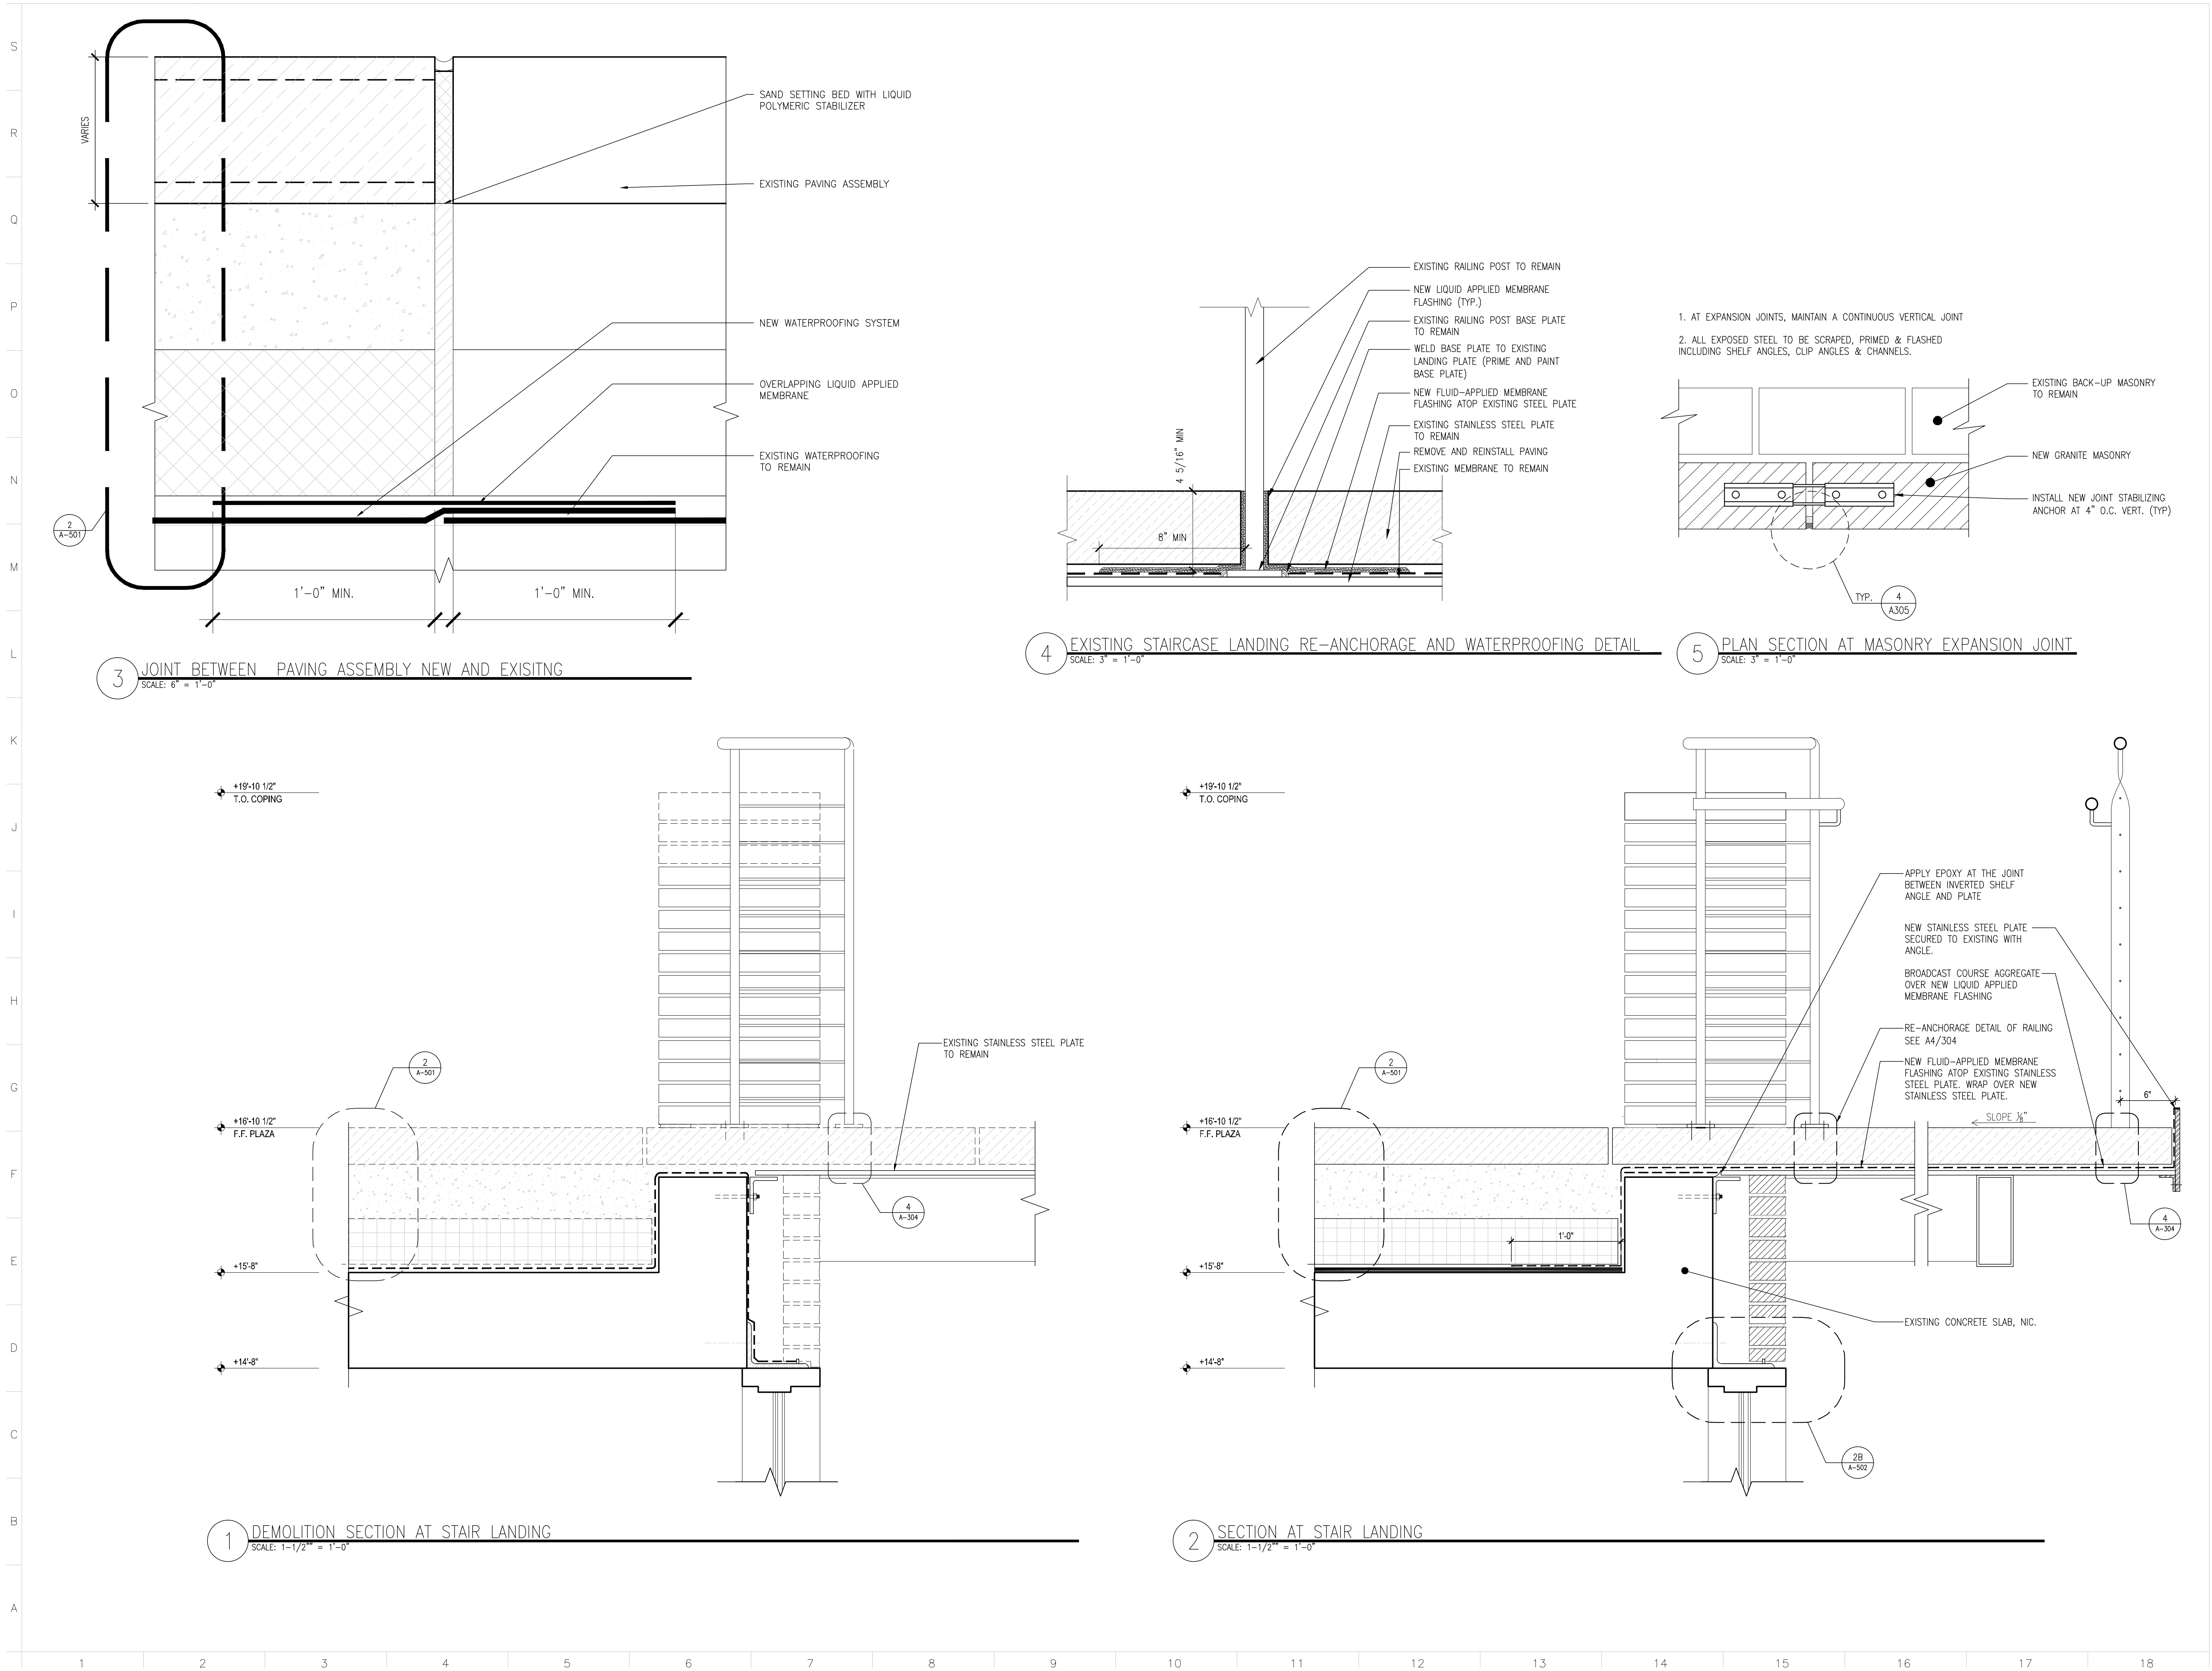 S
R
Q
P
O
N
M
L
K
J
I
H
G
F
E
D
C
B
A
VARIES
SAND SETTING BED WITH LIQUID
POLYMERIC STABILIZER
EXISTING PAVING ASSEMBLY
NEW WATERPROOFING SYSTEM
OVERLAPPING LIQUID APPLIED
MEMBRANE
EXISTING WATERPROOFING
TO REMAIN
2
A-501
1'-0" MIN.
1'-0" MIN.
3
JOINT BETWEEN PAVING ASSEMBLY NEW AND EXISITNG
SCALE: 6" = 1'-0"
EXISTING RAILING POST TO REMAIN
NEW LIQUID APPLIED MEMBRANE
FLASHING (TYP.)
EXISTING RAILING POST BASE PLATE
TO REMAIN
WELD BASE PLATE TO EXISTING
LANDING PLATE (PRIME AND PAINT
BASE PLATE)
NEW FLUID-APPLIED MEMBRANE
FLASHING ATOP EXISTING STEEL PLATE
EXISTING STAINLESS STEEL PLATE
TO REMAIN
REMOVE AND REINSTALL PAVING
EXISTING MEMBRANE TO REMAIN
4 5/16" MIN
8" MIN
4
EXISTING STAIRCASE LANDING RE-ANCHORAGE AND WATERPROOFING DETAIL
SCALE: 3" = 1'-0"
1. AT EXPANSION JOINTS, MAINTAIN A CONTINUOUS VERTICAL JOINT
2. ALL EXPOSED STEEL TO BE SCRAPED, PRIMED & FLASHED
INCLUDING SHELF ANGLES, CLIP ANGLES & CHANNELS.
EXISTING BACK-UP MASONRY
TO REMAIN
NEW GRANITE MASONRY
INSTALL NEW JOINT STABILIZING
ANCHOR AT 4" O.C. VERT. (TYP)
TYP.
4
A305
5
PLAN SECTION AT MASONRY EXPANSION JOINT
SCALE: 3" = 1'-0"
+19'-10 1/2"
T.O. COPING
EXISTING STAINLESS STEEL PLATE
TO REMAIN
2
A-501
+16'-10 1/2"
F.F. PLAZA
4
A-304
+15'-8"
+14'-8"
1
DEMOLITION SECTION AT STAIR LANDING
SCALE: 1-1/2"" = 1'-0"
+19'-10 1/2"
T.O. COPING
APPLY EPOXY AT THE JOINT
BETWEEN INVERTED SHELF
ANGLE AND PLATE
NEW STAINLESS STEEL PLATE
SECURED TO EXISTING WITH
ANGLE.
BROADCAST COURSE AGGREGATE
OVER NEW LIQUID APPLIED
MEMBRANE FLASHING
RE-ANCHORAGE DETAIL OF RAILING
SEE A4/304
NEW FLUID-APPLIED MEMBRANE
FLASHING ATOP EXISTING STAINLESS
STEEL PLATE. WRAP OVER NEW
STAINLESS STEEL PLATE.
2
A-501
6"
SLOPE ⅛"
+16'-10 1/2"
F.F. PLAZA
4
A-304
1'-0"
+15'-8"
EXISTING CONCRETE SLAB, NIC.
+14'-8"
2B
A-502
2
SECTION AT STAIR LANDING
SCALE: 1-1/2"" = 1'-0"
1
2
3
4
5
6
7
8
9
10
11
12
13
14
15
16
17
18